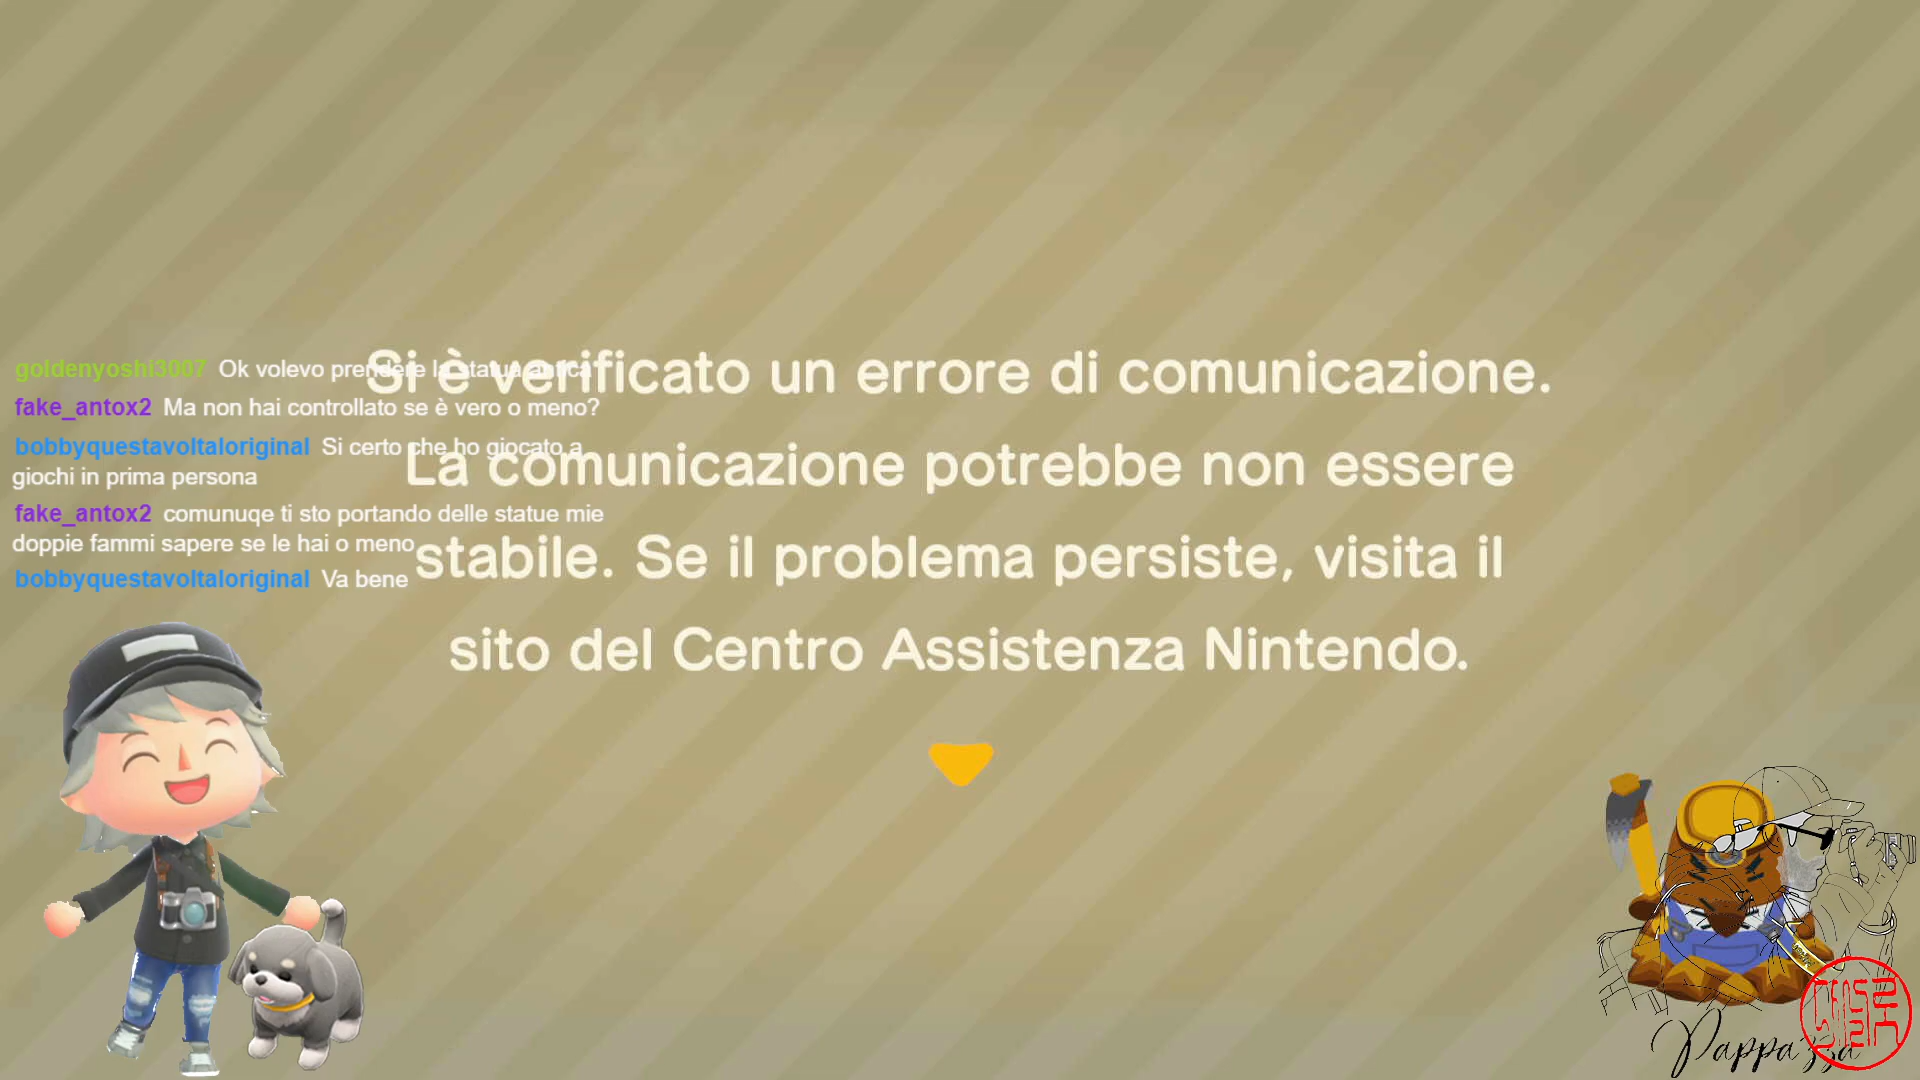 goldenyoshi3007 Ok volevo prendere la statua antica
fake_antox2 Ma non hai controllato se è vero o meno?
bobbyquestavoltaloriginal Si certo che ho giocato a
giochi in prima persona
fake_antox2 comunuqe ti sto portando delle statue mie
doppie fammi sapere se le hai o meno
bobbyquestavoltaloriginal Va bene
Si è verificato un errore di comunicazione.
La comunicazione potrebbe non essere
stabile. Se il problema persiste, visita il
sito del Centro Assistenza Nintendo.
Pappazza